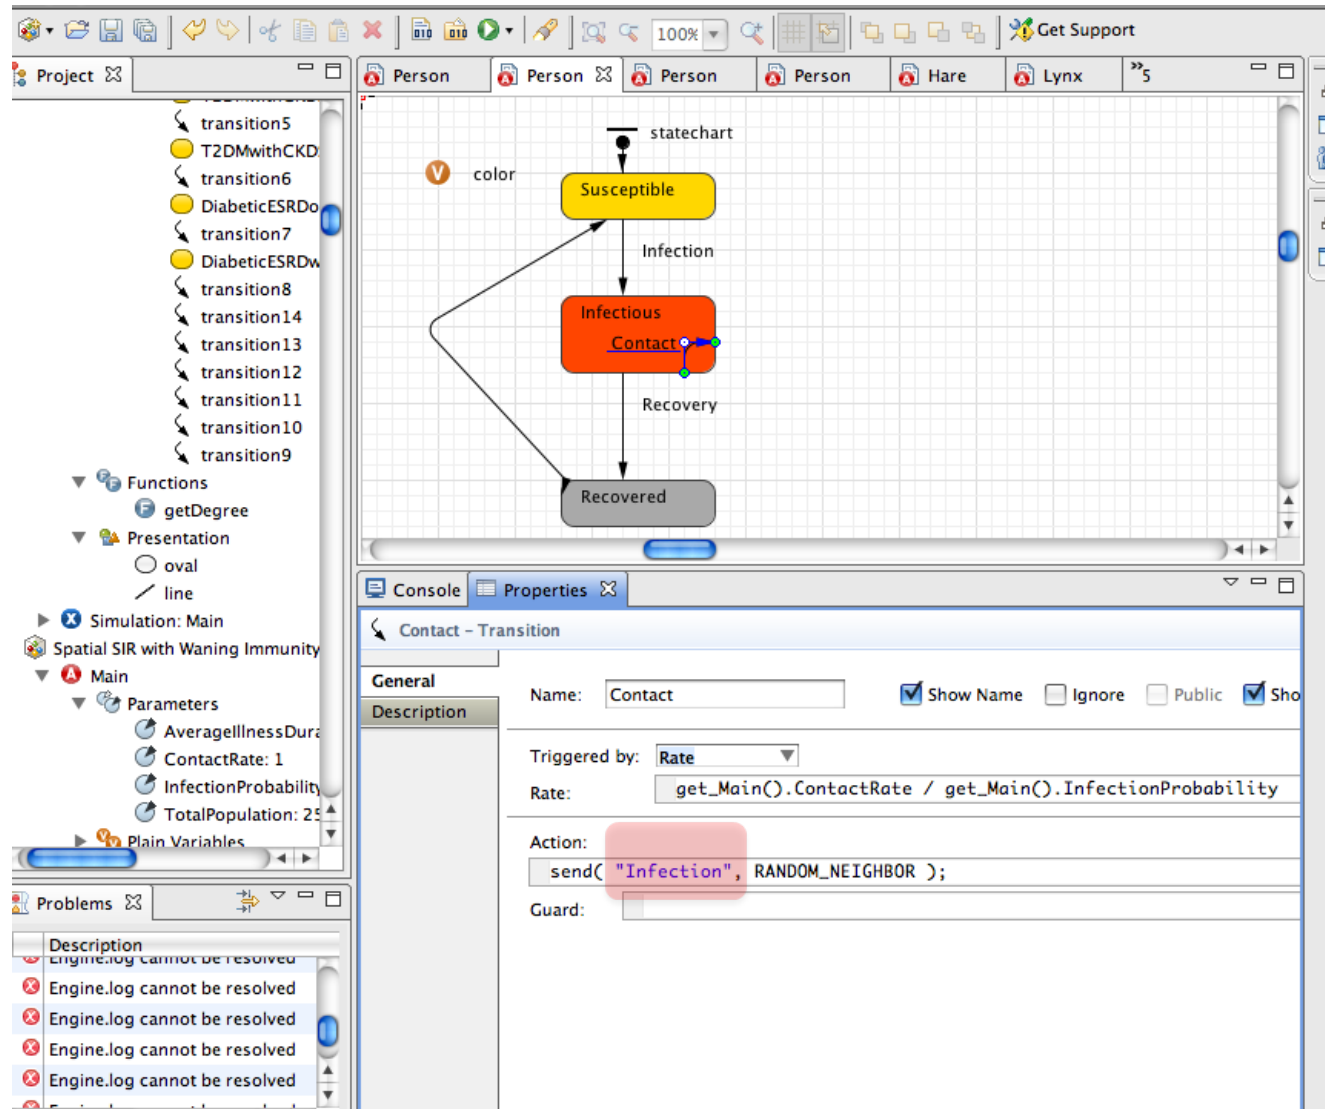 100%
Get Support
Project
Person
Person
Person
Person
Hare
Lynx
»5
transition5
T2DMwithCKD
transition6
DiabeticESRDo
transition7
DiabeticESRDw
transition8
transition14
transition13
transition12
transition11
transition10
transition9
Functions
getDegree
Presentation
oval
line
Simulation: Main
Spatial SIR with Waning Immunity
Main
Parameters
AverageIllnessDura
ContactRate: 1
InfectionProbability
TotalPopulation: 25
Plain Variables
statechart
color
Susceptible
Infection
Infectious
Contact
Recovery
Recovered
Console
Properties
Contact - Transition
General
Description
Name:
Contact
Show Name
Ignore
Public
Sho
Triggered by:
Rate
Rate:
get_Main().ContactRate / get_Main().InfectionProbability
Action:
send( "Infection", RANDOM_NEIGHBOR );
Guard:
Problems
Description
Engine.log cannot be resolved
Engine.log cannot be resolved
Engine.log cannot be resolved
Engine.log cannot be resolved
Engine.log cannot be resolved